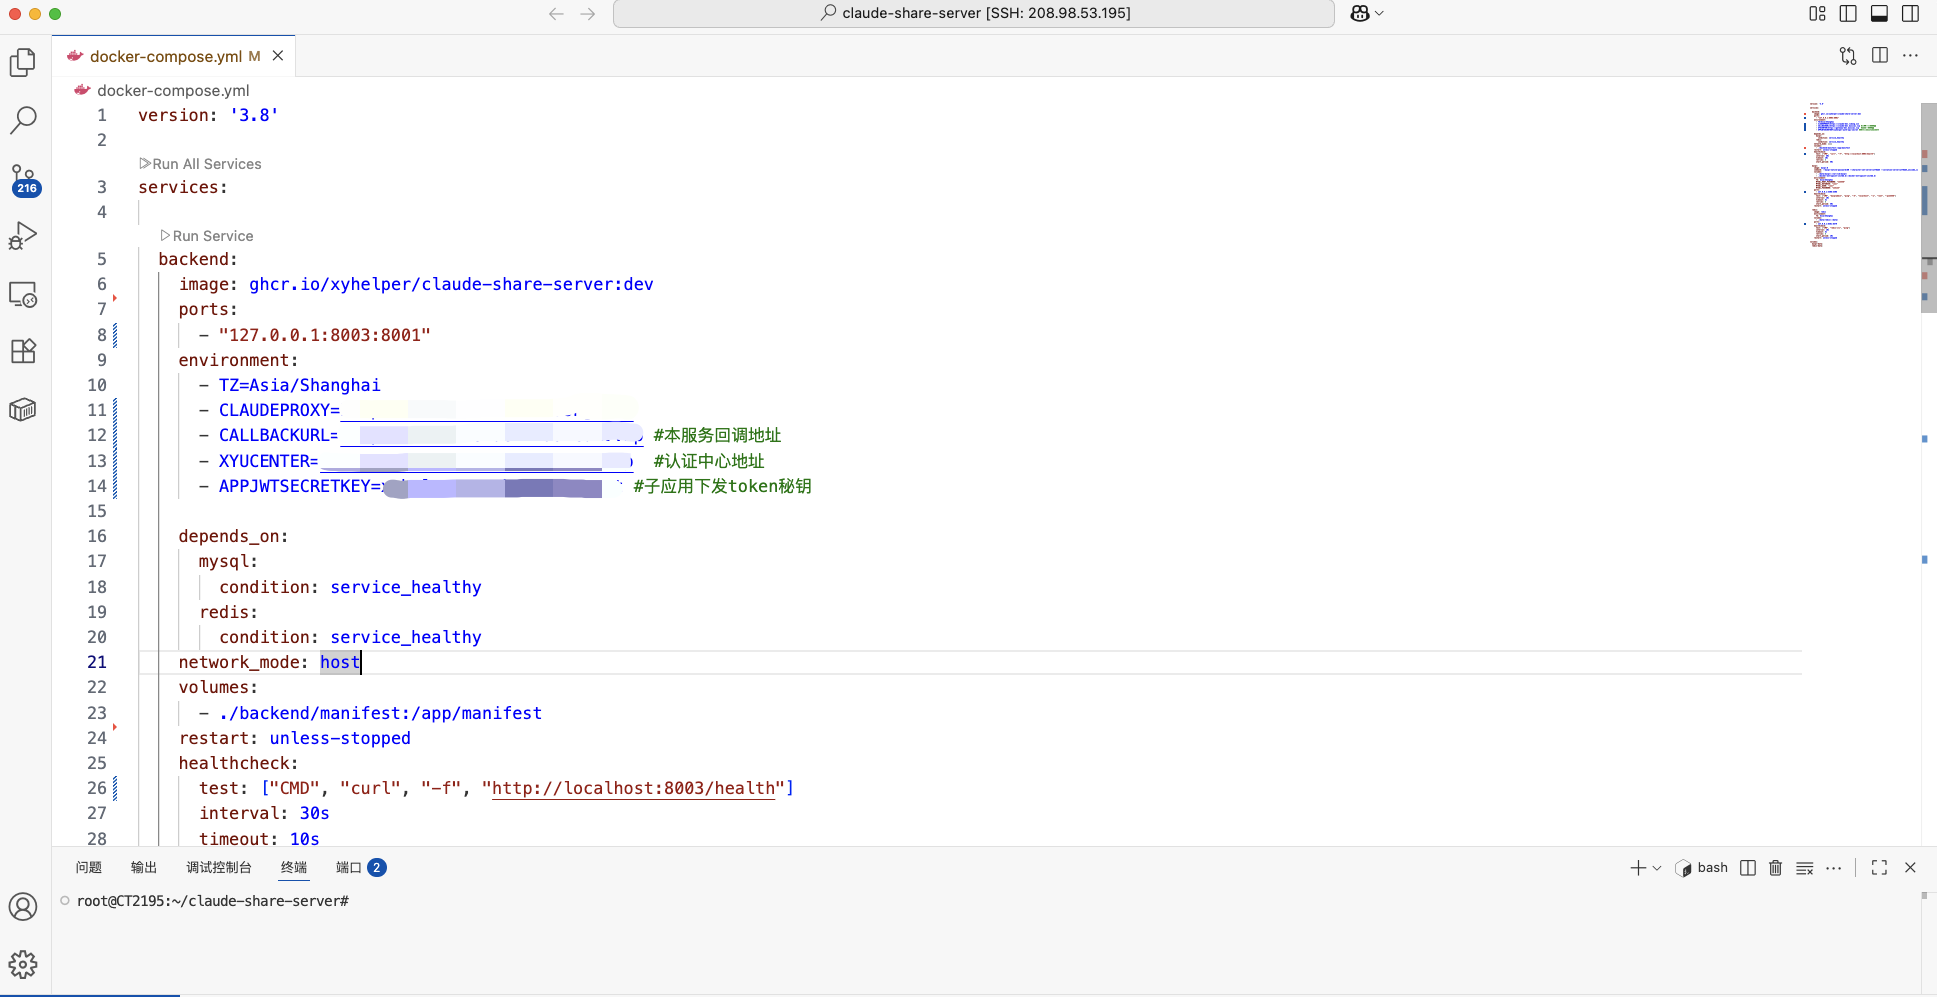 claude-share-server [SSH: 208.98.53.195]
docker-compose.yml M
docker-compose.yml
1 version: '3.8'
2
Run All Services
3 services:
4
Run Service
5 backend:
6 image: ghcr.io/xyhelper/claude-share-server:dev
7 ports:
8 - "127.0.0.1:8003:8001"
9 environment:
10 - TZ=Asia/Shanghai
11 - CLAUDEPROXY=
12 - CALLBACKURL= #本服务回调地址
13 - XYUCENTER= #认证中心地址
14 - APPJWTSECRETKEY= #子应用下发token秘钥
15
16 depends_on:
17 mysql:
18 condition: service_healthy
19 redis:
20 condition: service_healthy
21 network_mode: host
22 volumes:
23 - ./backend/manifest:/app/manifest
24 restart: unless-stopped
25 healthcheck:
26 test: ["CMD", "curl", "-f", "http://localhost:8003/health"]
27 interval: 30s
28 timeout: 10s
216
问题 输出 调试控制台 终端 端口 2
bash
root@CT2195:~/claude-share-server#